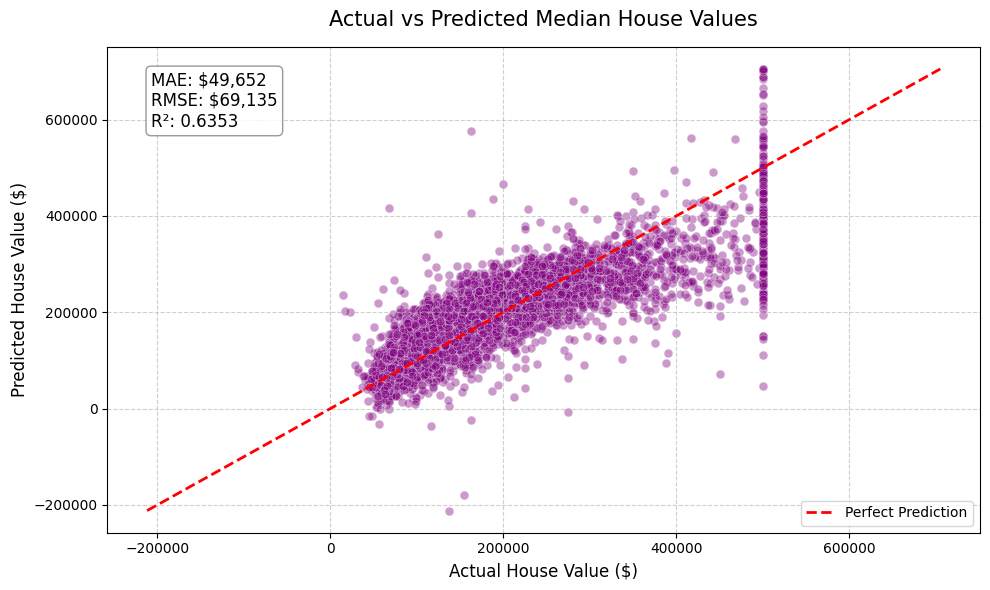 Actual vs Predicted Median House Values
MAE: $49,652
RMSE: $69,135
R²: 0.6353
Predicted House Value ($)
600000
400000
200000
0
−200000
Perfect Prediction
−200000 0 200000 400000 600000
Actual House Value ($)